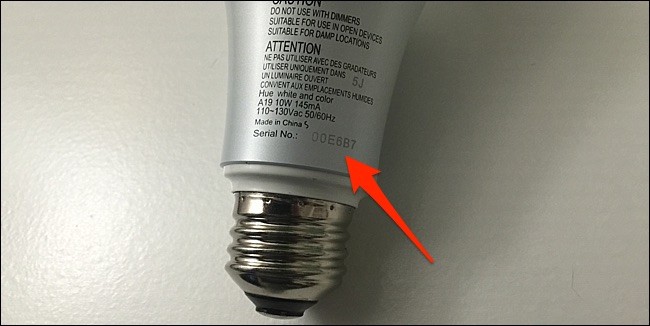 CAUTION
DO NOT USE WITH DIMMERS
SUITABLE FOR USE IN OPEN DEVICES
SUITABLE FOR DAMP LOCATIONS
ATTENTION
NE PAS UTILISER AVEC DES GRADATEURS
UTILISER UNIQUEMENT DANS 5J
UN LUMINAIRE OUVERT
CONVIENT AUX EMPLACEMENTS HUMIDES
Hue white and color
A19 10W 145mA
110~130Vac 50/60Hz
Made in China 5
Serial No.: 00E6B7